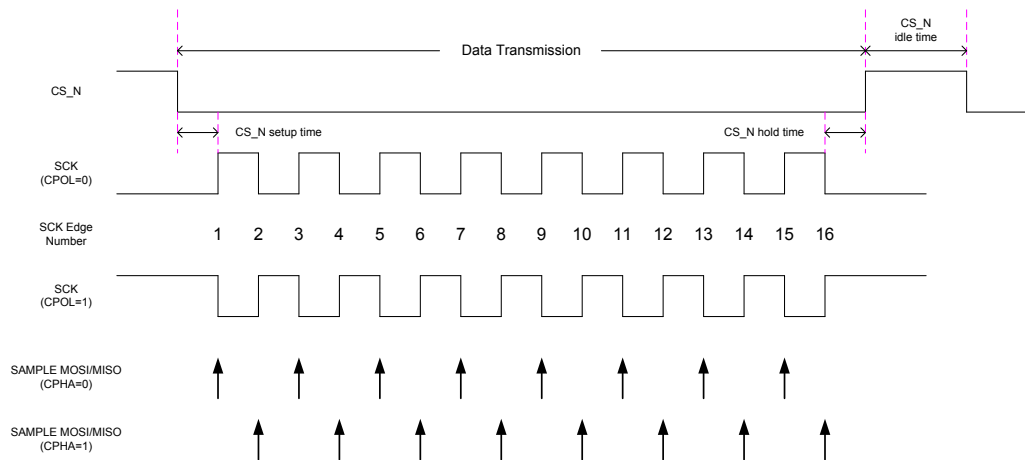 CS_N
idle time
Data Transmission
CS_N
CS_N setup time
CS_N hold time
SCK
(CPOL=0)
SCK Edge
Number
1 2 3 4 5 6 7 8 9 10 11 12 13 14 15 16
SCK
(CPOL=1)
SAMPLE MOSI/MISO
(CPHA=0)
SAMPLE MOSI/MISO
(CPHA=1)